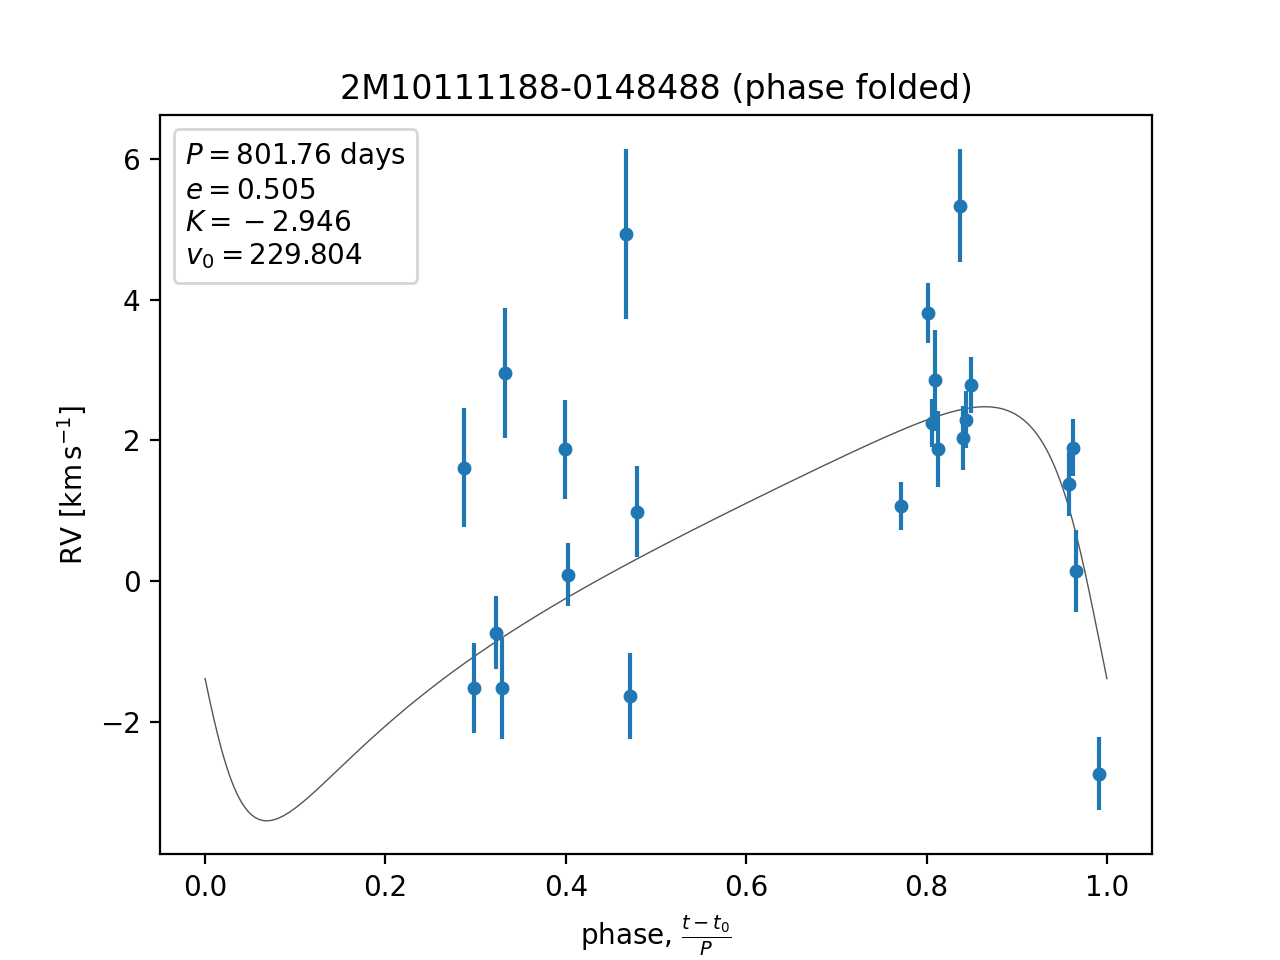 2M10111188-0148488 (phase folded)
P = 801.76 days
e = 0.505
K = −2.946
v₀ = 229.804
RV [km s⁻¹]
6
4
2
0
−2
0.0 0.2 0.4 0.6 0.8 1.0
phase, (t − t₀)/P